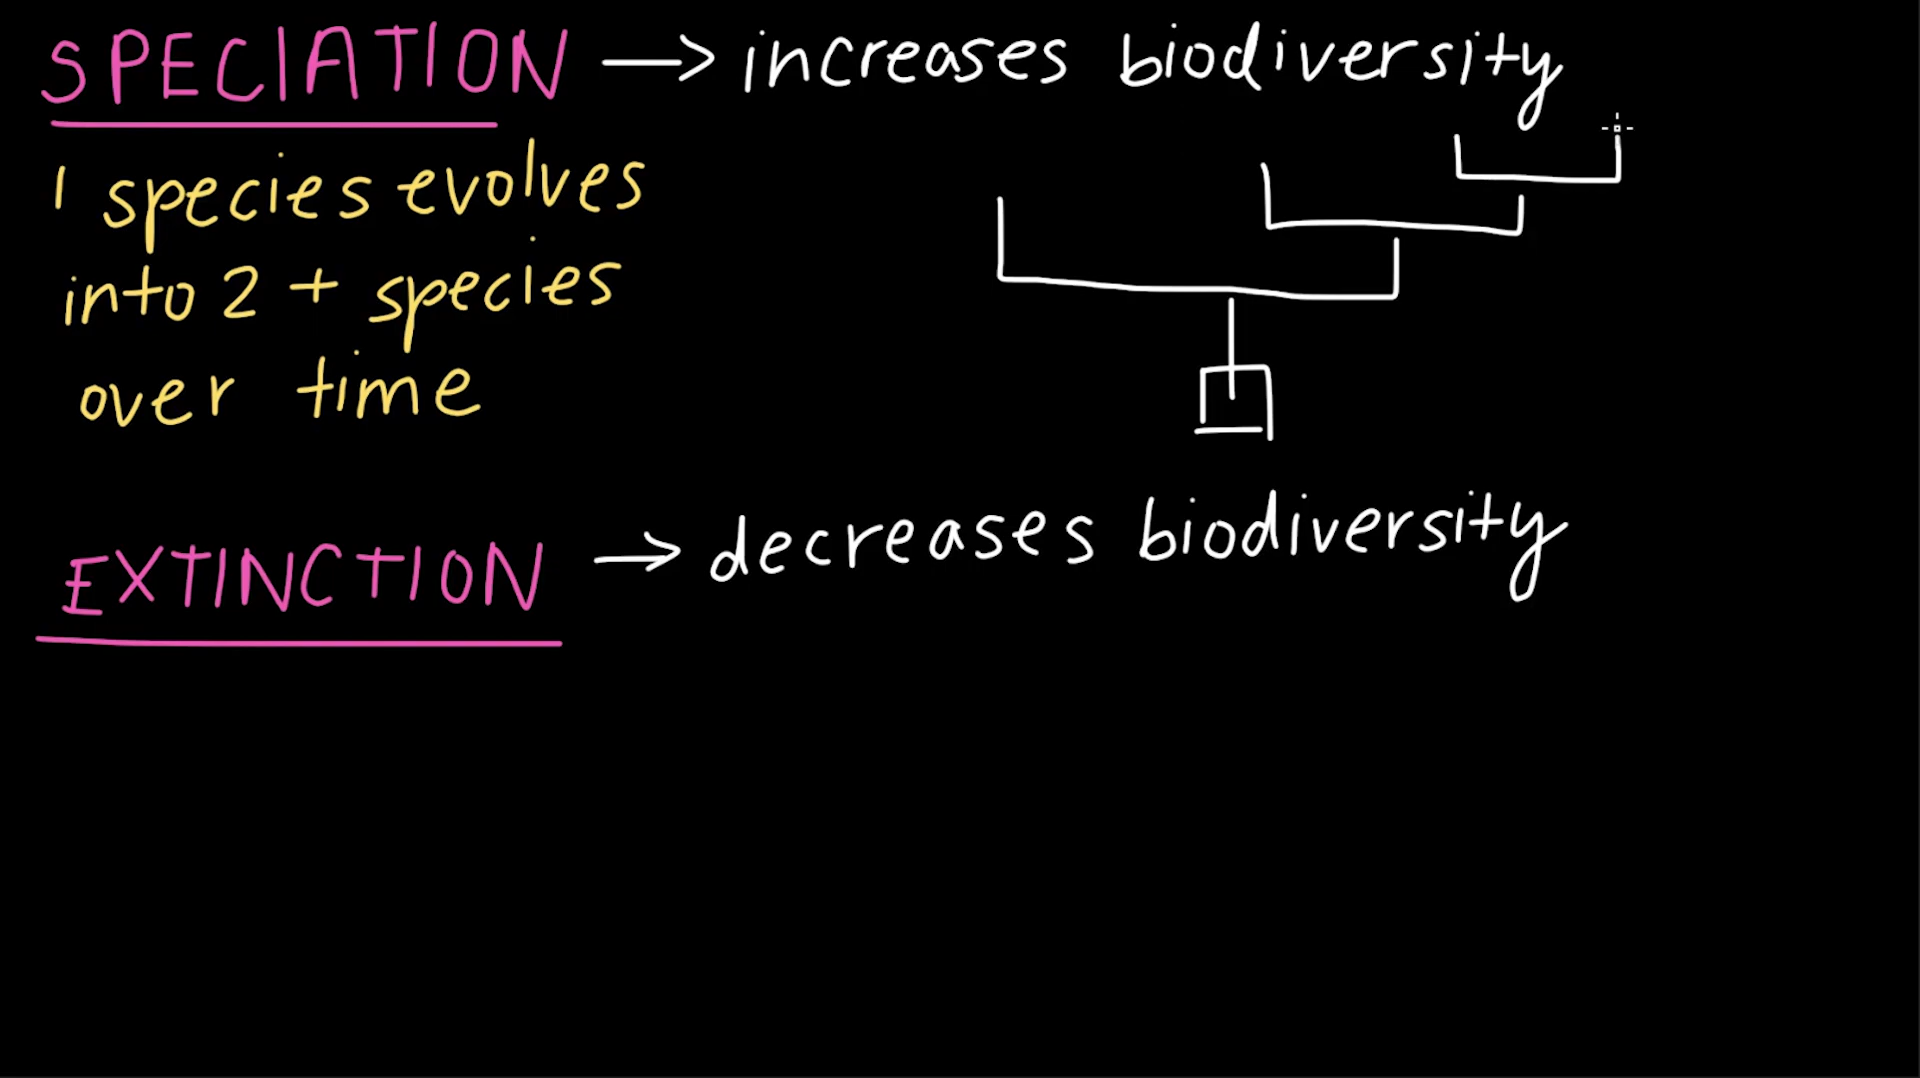 SPECIATION → increases biodiversity
1 species evolves
into 2 + species
over time
EXTINCTION → decreases biodiversity